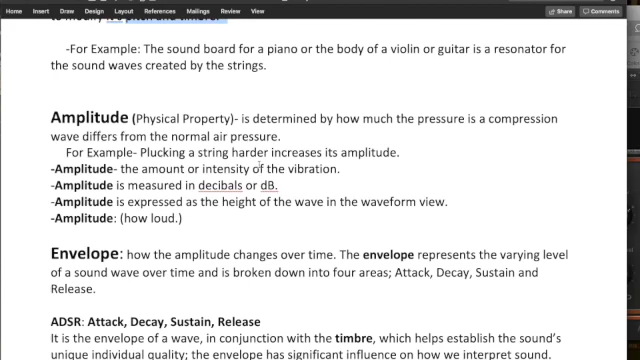 Home Insert Draw Design Layout References Mailings Review View Share Comments
to modify it's pitch and timbre.
-For Example: The sound board for a piano or the body of a violin or guitar is a resonator for
the sound waves created by the strings.
Amplitude (Physical Property)- is determined by how much the pressure is a compression
wave differs from the normal air pressure.
For Example- Plucking a string harder increases its amplitude.
-Amplitude- the amount or intensity of the vibration.
-Amplitude is measured in decibals or dB.
-Amplitude is expressed as the height of the wave in the waveform view.
-Amplitude: (how loud.)
Envelope: how the amplitude changes over time. The envelope represents the varying level
of a sound wave over time and is broken down into four areas; Attack, Decay, Sustain and
Release.
ADSR: Attack, Decay, Sustain, Release
It is the envelope of a wave, in conjunction with the timbre, which helps establish the sound's
unique individual quality; the envelope has significant influence on how we interpret sound.